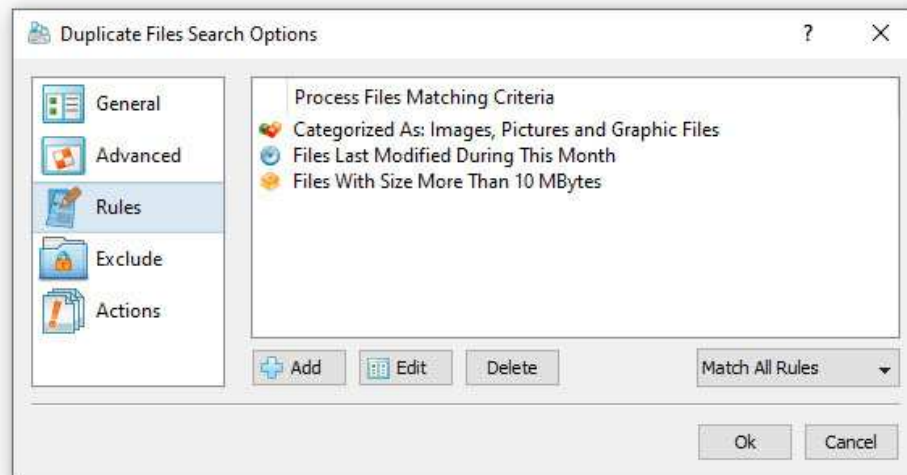 Duplicate Files Search Options
?
General
Advanced
Rules
Exclude
Actions
Process Files Matching Criteria
Categorized As: Images, Pictures and Graphic Files
Files Last Modified During This Month
Files With Size More Than 10 MBytes
Add
Edit
Delete
Match All Rules
Ok
Cancel